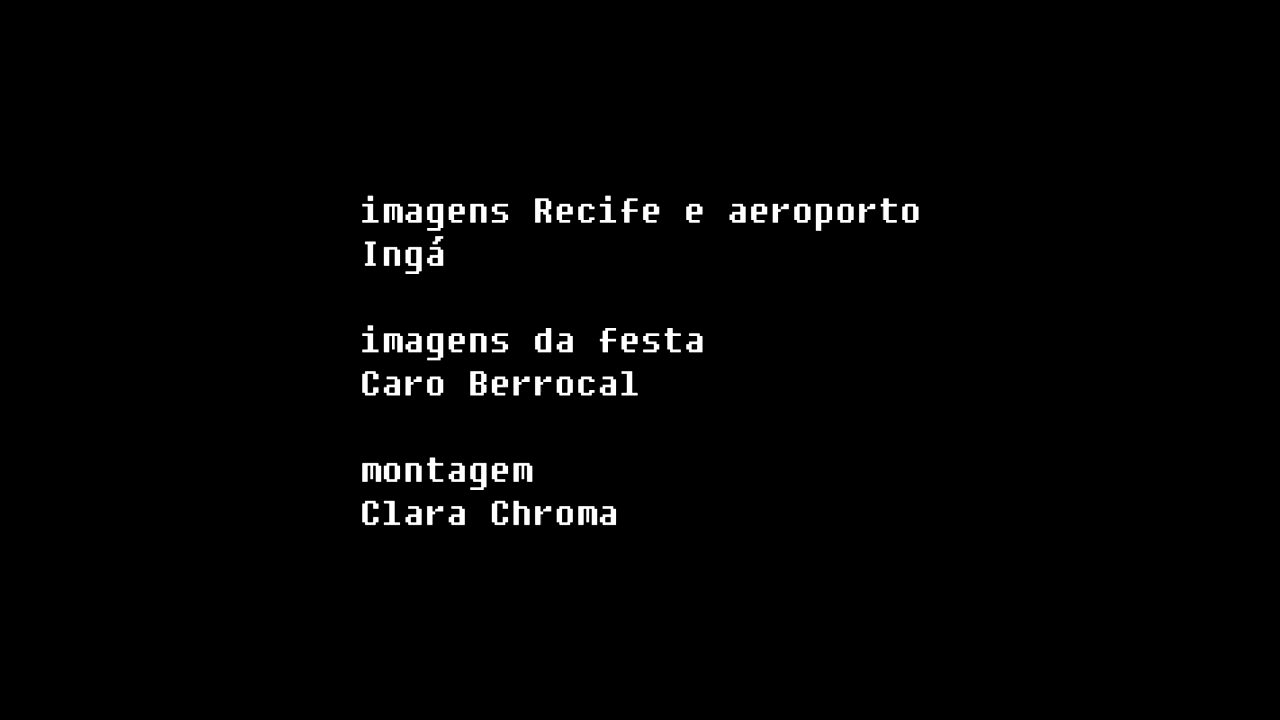 imagens Recife e aeroporto
Ingá
imagens da festa
Caro Berrocal
montagem
Clara Chroma